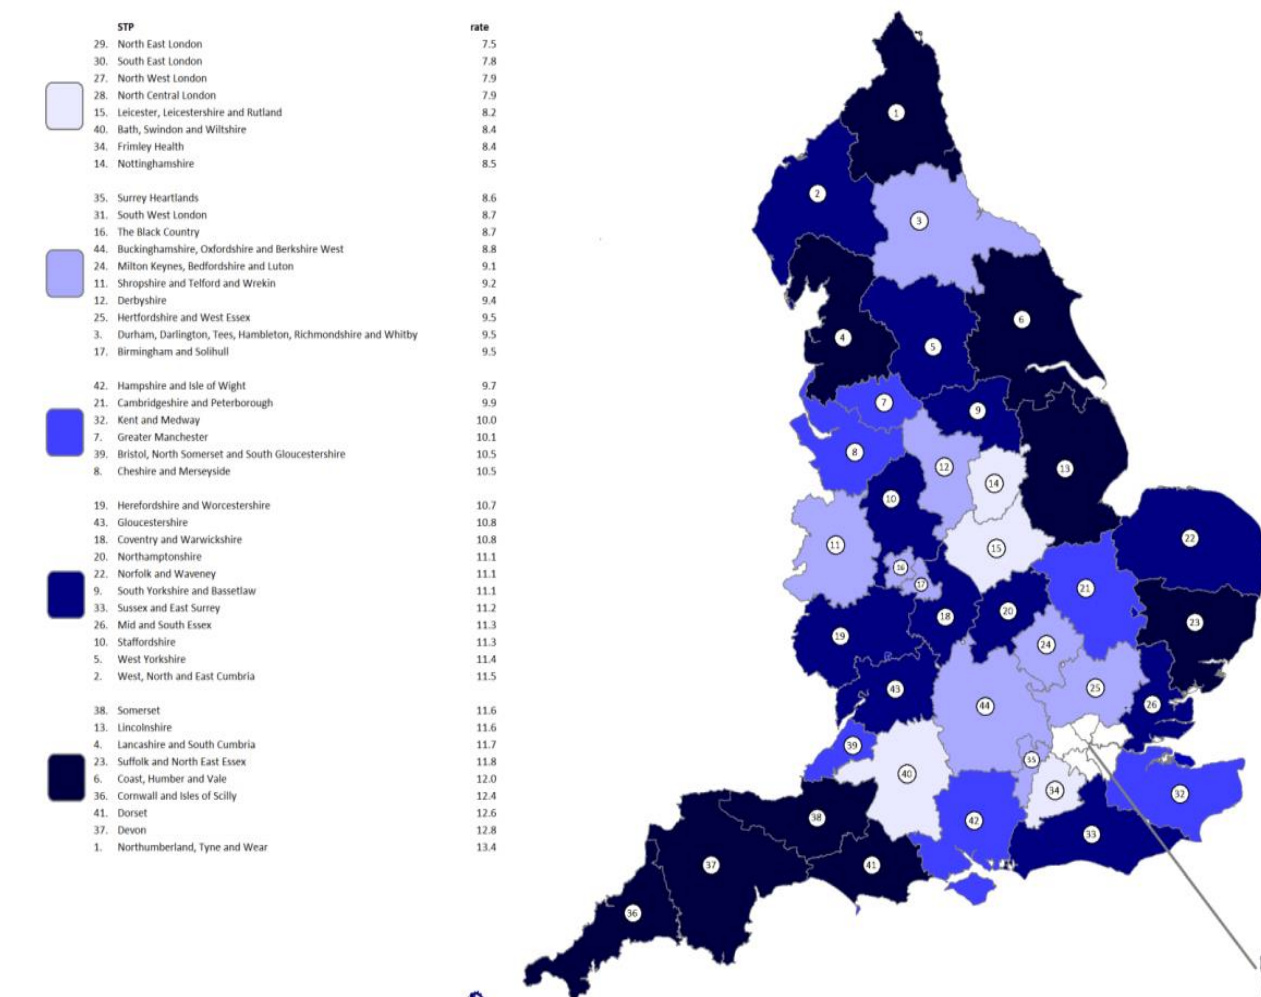 STP rate
29. North East London 7.5
30. South East London 7.8
27. North West London 7.9
28. North Central London 7.9
15. Leicester, Leicestershire and Rutland 8.2
40. Bath, Swindon and Wiltshire 8.4
34. Frimley Health 8.4
14. Nottinghamshire 8.5
35. Surrey Heartlands 8.6
31. South West London 8.7
16. The Black Country 8.7
44. Buckinghamshire, Oxfordshire and Berkshire West 8.8
24. Milton Keynes, Bedfordshire and Luton 9.1
11. Shropshire and Telford and Wrekin 9.2
12. Derbyshire 9.4
25. Hertfordshire and West Essex 9.5
3. Durham, Darlington, Tees, Hambleton, Richmondshire and Whitby 9.5
17. Birmingham and Solihull 9.5
42. Hampshire and Isle of Wight 9.7
21. Cambridgeshire and Peterborough 9.9
32. Kent and Medway 10.0
7. Greater Manchester 10.1
39. Bristol, North Somerset and South Gloucestershire 10.5
8. Cheshire and Merseyside 10.5
19. Herefordshire and Worcestershire 10.7
43. Gloucestershire 10.8
18. Coventry and Warwickshire 10.8
20. Northamptonshire 11.1
22. Norfolk and Waveney 11.1
9. South Yorkshire and Bassetlaw 11.1
33. Sussex and East Surrey 11.2
26. Mid and South Essex 11.3
10. Staffordshire 11.3
5. West Yorkshire 11.4
2. West, North and East Cumbria 11.5
38. Somerset 11.6
13. Lincolnshire 11.6
4. Lancashire and South Cumbria 11.7
23. Suffolk and North East Essex 11.8
6. Coast, Humber and Vale 12.0
36. Cornwall and Isles of Scilly 12.4
41. Dorset 12.6
37. Devon 12.8
1. Northumberland, Tyne and Wear 13.4
1
2
3
6
4
5
7
9
8
12
13
14
10
22
11
15
16
17
21
20
18
23
19
24
43
25
44
26
39
35
40
34
32
38
42
33
37
41
36